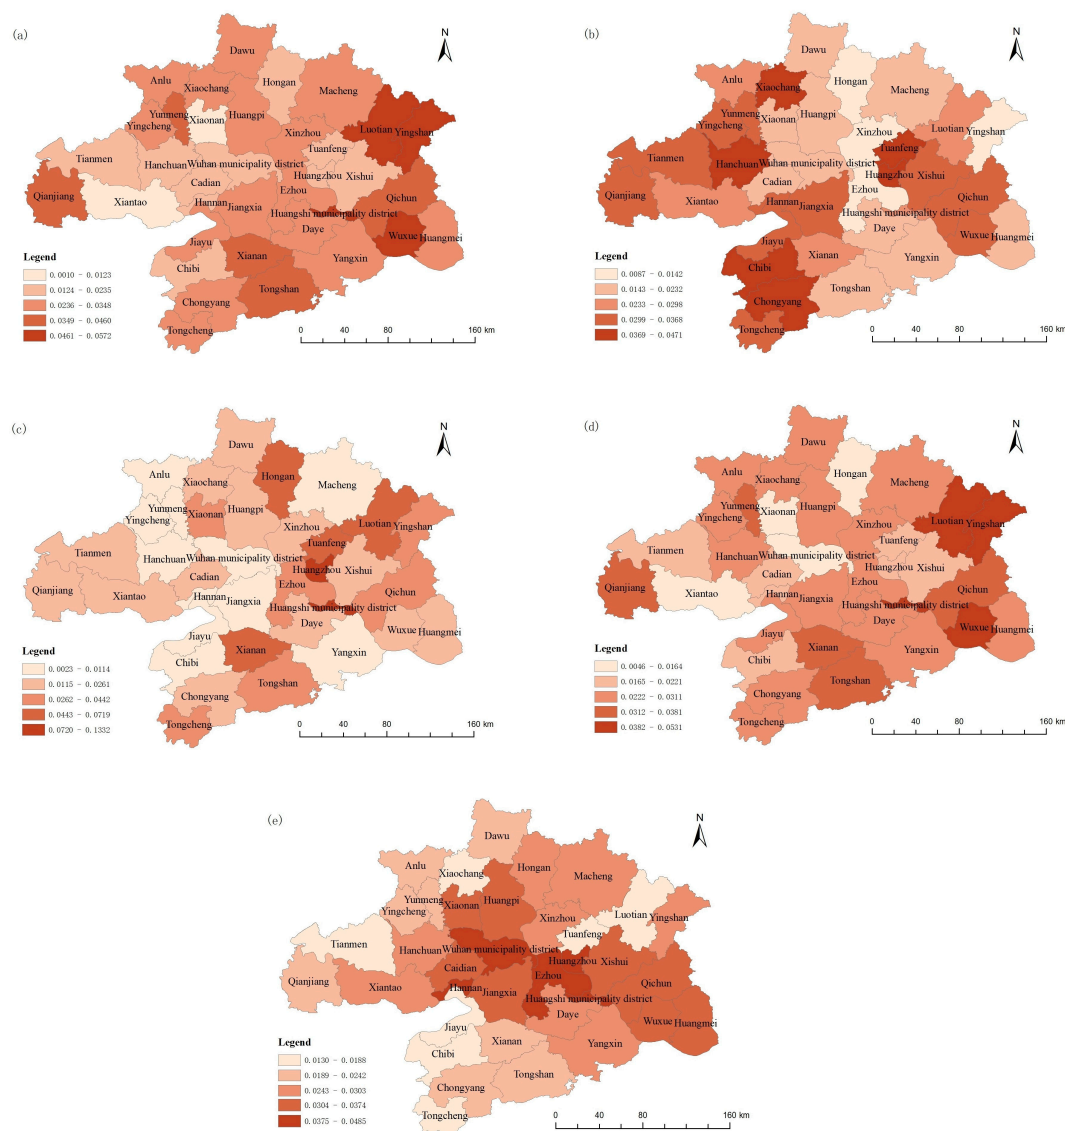 (a)
N
Dawu
Hongan
Anlu
Xiaochang
Macheng
Yunmeng
Xiaonan
Huangpi
Yingcheng
Xinzhou
Luotian
Yingshan
Tuanfeng
Tianmen
Hanchuan
Wuhan municipality district
Huangzhou
Xishui
Cadian
Ezhou
Qianjiang
Xiantao
Hannan
Jiangxia
Qichun
Huangshi municipality district
Daye
Wuxue
Huangmei
Jiayu
Xianan
Yangxin
Chibi
Tongshan
Chongyang
Tongcheng
Legend
0.0010 - 0.0123
0.0124 - 0.0235
0.0236 - 0.0348
0.0349 - 0.0460
0.0461 - 0.0572
0 40 80 160 km
(b)
N
Dawu
Hongan
Anlu
Xiaochang
Macheng
Yunmeng
Xiaonan
Huangpi
Yingcheng
Xinzhou
Luotian
Yingshan
Tuanfeng
Tianmen
Hanchuan
Wuhan municipality district
Huangzhou
Xishui
Cadian
Ezhou
Qianjiang
Xiantao
Hannan
Jiangxia
Qichun
Huangshi municipality district
Daye
Wuxue
Huangmei
Jiayu
Xianan
Yangxin
Chibi
Tongshan
Chongyang
Tongcheng
Legend
0.0087 - 0.0142
0.0143 - 0.0232
0.0233 - 0.0298
0.0299 - 0.0368
0.0369 - 0.0471
0 40 80 160 km
(c)
N
Dawu
Hongan
Anlu
Xiaochang
Macheng
Yunmeng
Xiaonan
Huangpi
Yingcheng
Xinzhou
Luotian
Yingshan
Tuanfeng
Tianmen
Hanchuan
Wuhan municipality district
Huangzhou
Xishui
Cadian
Ezhou
Qianjiang
Xiantao
Hannan
Jiangxia
Qichun
Huangshi municipality district
Daye
Wuxue
Huangmei
Jiayu
Xianan
Yangxin
Chibi
Tongshan
Chongyang
Tongcheng
Legend
0.0023 - 0.0114
0.0115 - 0.0261
0.0262 - 0.0442
0.0443 - 0.0719
0.0720 - 0.1332
0 40 80 160 km
(d)
N
Dawu
Hongan
Anlu
Xiaochang
Macheng
Yunmeng
Xiaonan
Huangpi
Yingcheng
Xinzhou
Luotian
Yingshan
Tuanfeng
Tianmen
Hanchuan
Wuhan municipality district
Huangzhou
Xishui
Cadian
Ezhou
Qianjiang
Xiantao
Hannan
Jiangxia
Qichun
Huangshi municipality district
Daye
Wuxue
Huangmei
Jiayu
Xianan
Yangxin
Chibi
Tongshan
Chongyang
Tongcheng
Legend
0.0046 - 0.0164
0.0165 - 0.0221
0.0222 - 0.0311
0.0312 - 0.0381
0.0382 - 0.0531
0 40 80 160 km
(e)
N
Dawu
Hongan
Anlu
Xiaochang
Macheng
Yunmeng
Xiaonan
Huangpi
Yingcheng
Xinzhou
Luotian
Yingshan
Tuanfeng
Tianmen
Hanchuan
Wuhan municipality district
Huangzhou
Xishui
Caidian
Ezhou
Qianjiang
Xiantao
Hannan
Jiangxia
Qichun
Huangshi municipality district
Daye
Wuxue
Huangmei
Jiayu
Xianan
Yangxin
Chibi
Tongshan
Chongyang
Tongcheng
Legend
0.0130 - 0.0188
0.0189 - 0.0242
0.0243 - 0.0303
0.0304 - 0.0374
0.0375 - 0.0485
0 40 80 160 km